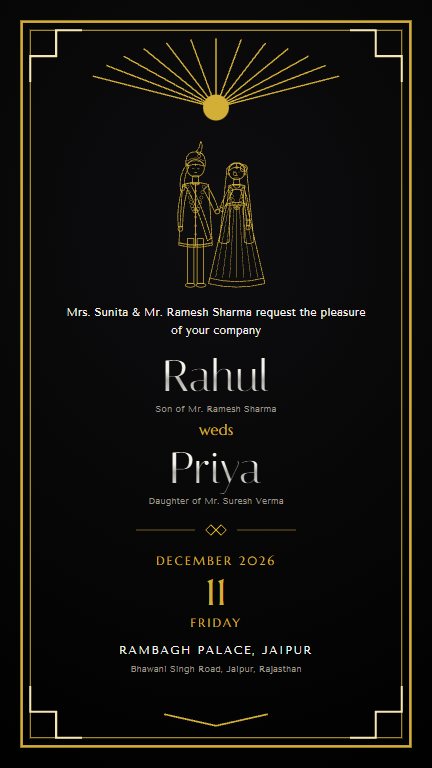 Mrs. Sunita & Mr. Ramesh Sharma request the pleasure
of your company
Rahul
Son of Mr. Ramesh Sharma
weds
Priya
Daughter of Mr. Suresh Verma
DECEMBER 2026
11
FRIDAY
RAMBAGH PALACE, JAIPUR
Bhawani Singh Road, Jaipur, Rajasthan